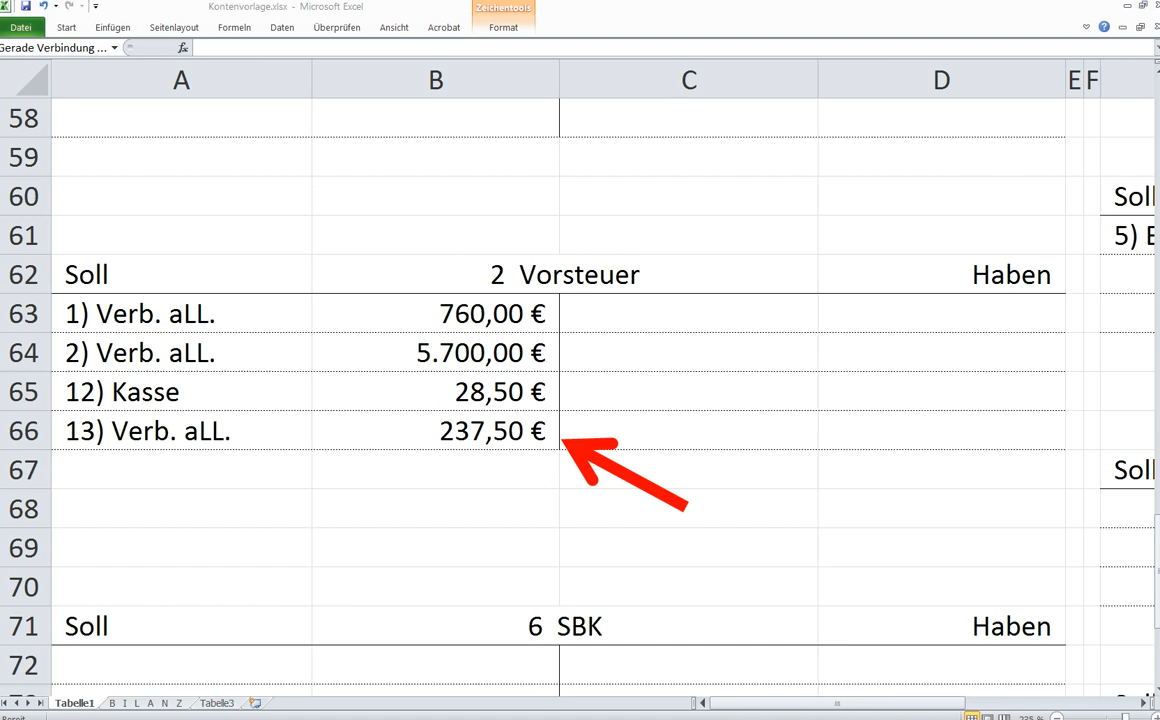 Kontenvorlage.xlsx - Microsoft Excel
Zeichentools
Datei Start Einfügen Seitenlayout Formeln Daten Überprüfen Ansicht Acrobat Format
Gerade Verbindung ... fx
A B C D E F
58
59
60 Soll
61 5)
62 Soll 2 Vorsteuer Haben
63 1) Verb. aLL. 760,00 €
64 2) Verb. aLL. 5.700,00 €
65 12) Kasse 28,50 €
66 13) Verb. aLL. 237,50 €
67 Soll
68
69
70
71 Soll 6 SBK Haben
72
Tabelle1 B I L A N Z Tabelle3
235 %